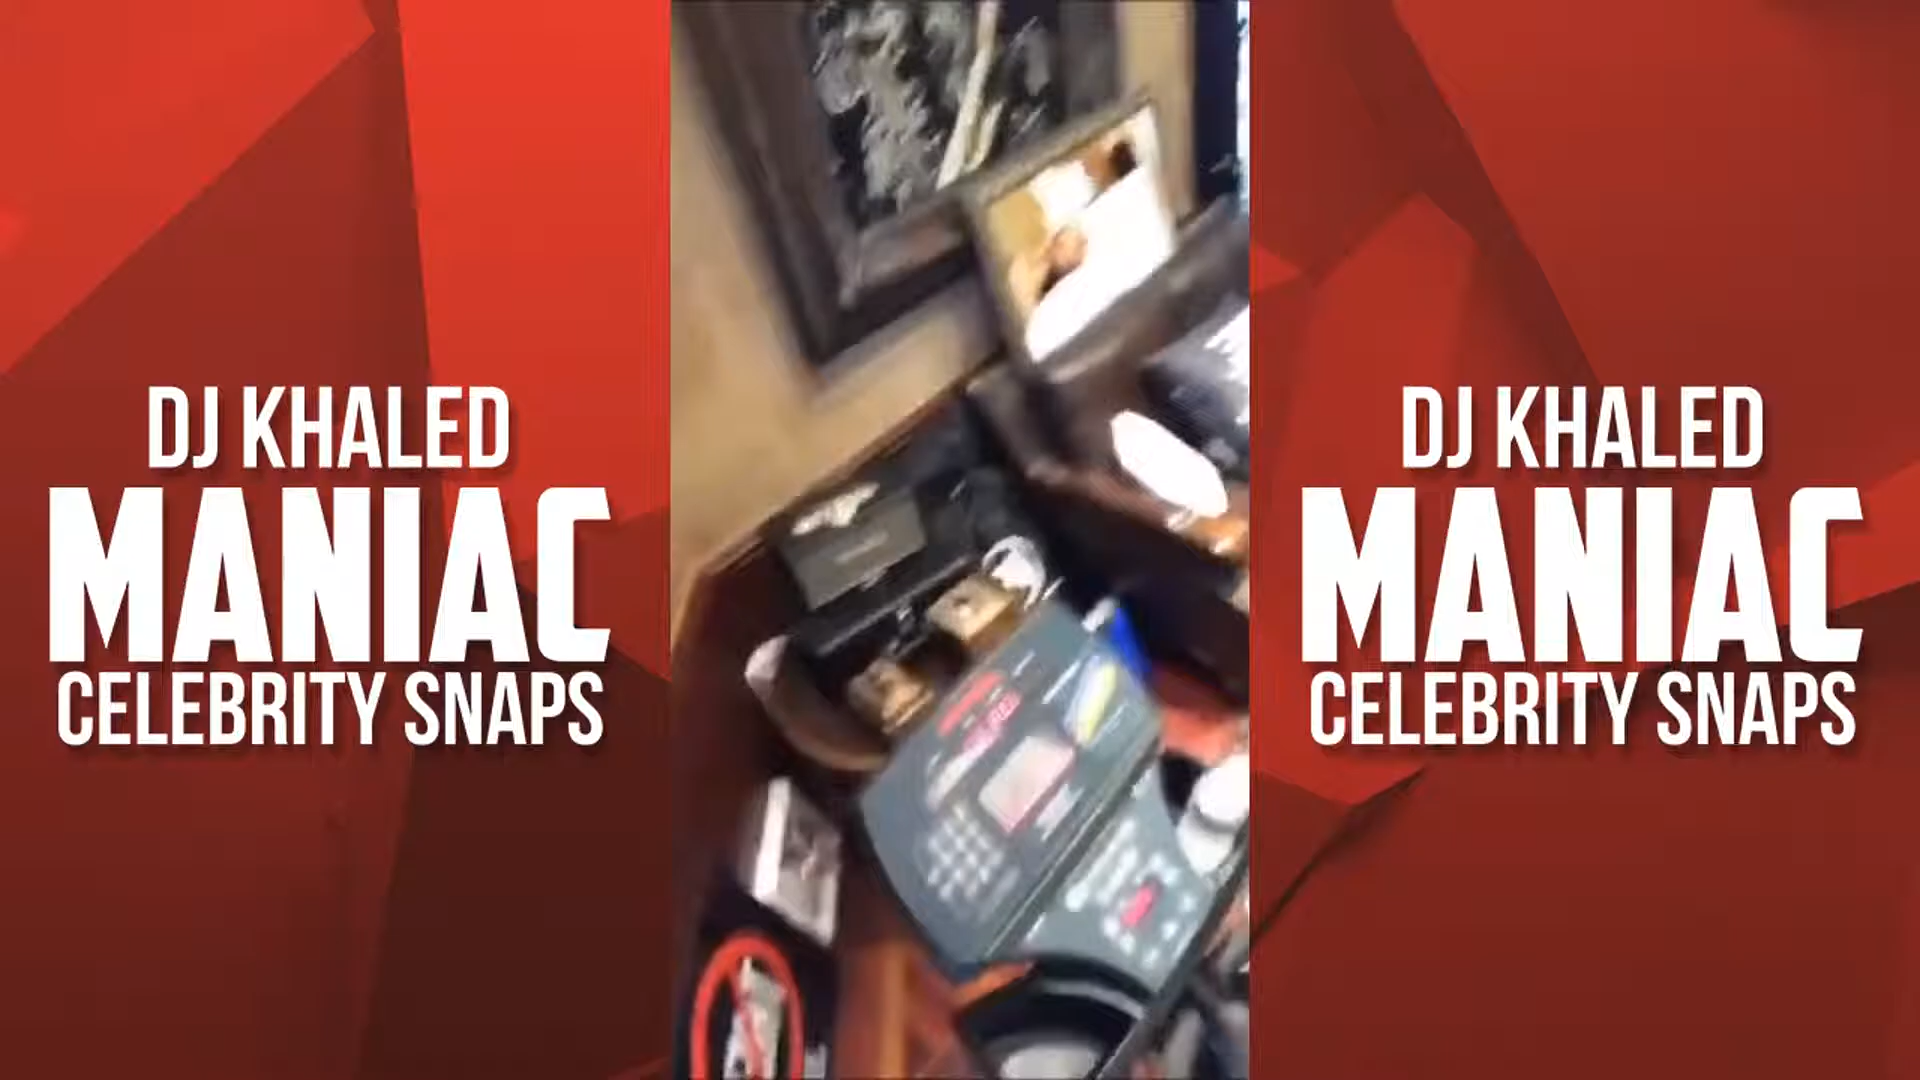 DJ KHALED
MANIAC
CELEBRITY SNAPS
DJ KHALED
MANIAC
CELEBRITY SNAPS